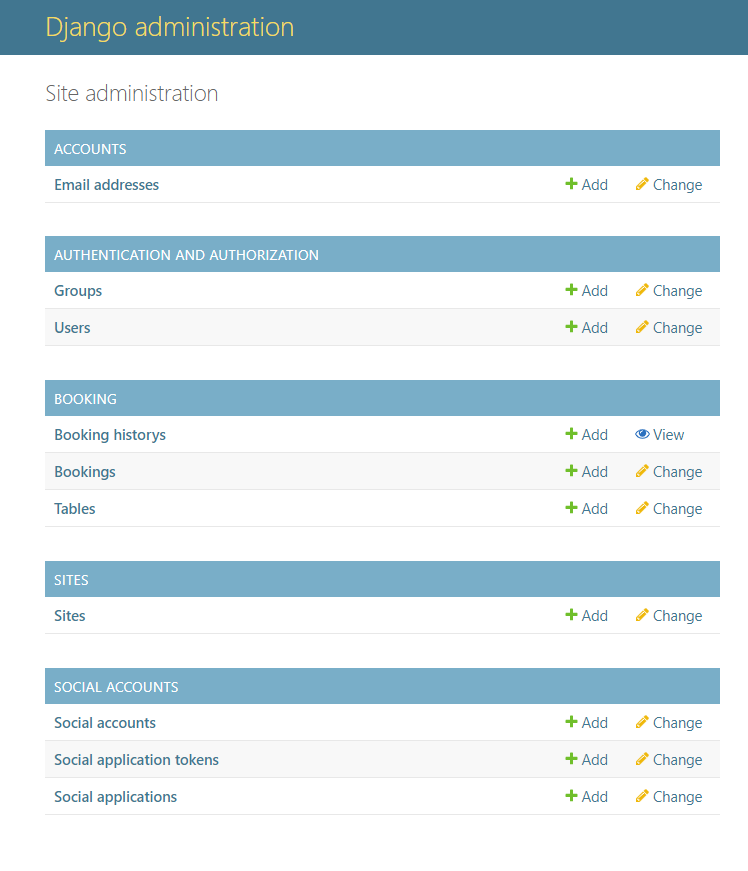 Django administration
Site administration
ACCOUNTS
Email addresses Add Change
AUTHENTICATION AND AUTHORIZATION
Groups Add Change
Users Add Change
BOOKING
Booking historys Add View
Bookings Add Change
Tables Add Change
SITES
Sites Add Change
SOCIAL ACCOUNTS
Social accounts Add Change
Social application tokens Add Change
Social applications Add Change